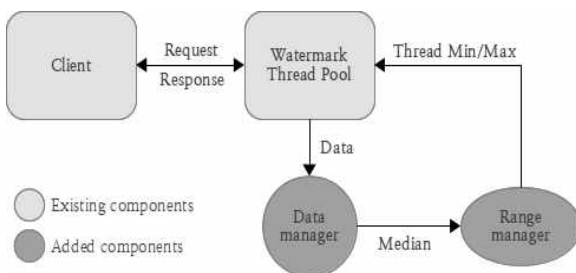 Client
Request
Response
Watermark
Thread Pool
Thread Min/Max
Data
Existing components
Added components
Data
manager
Median
Range
manager